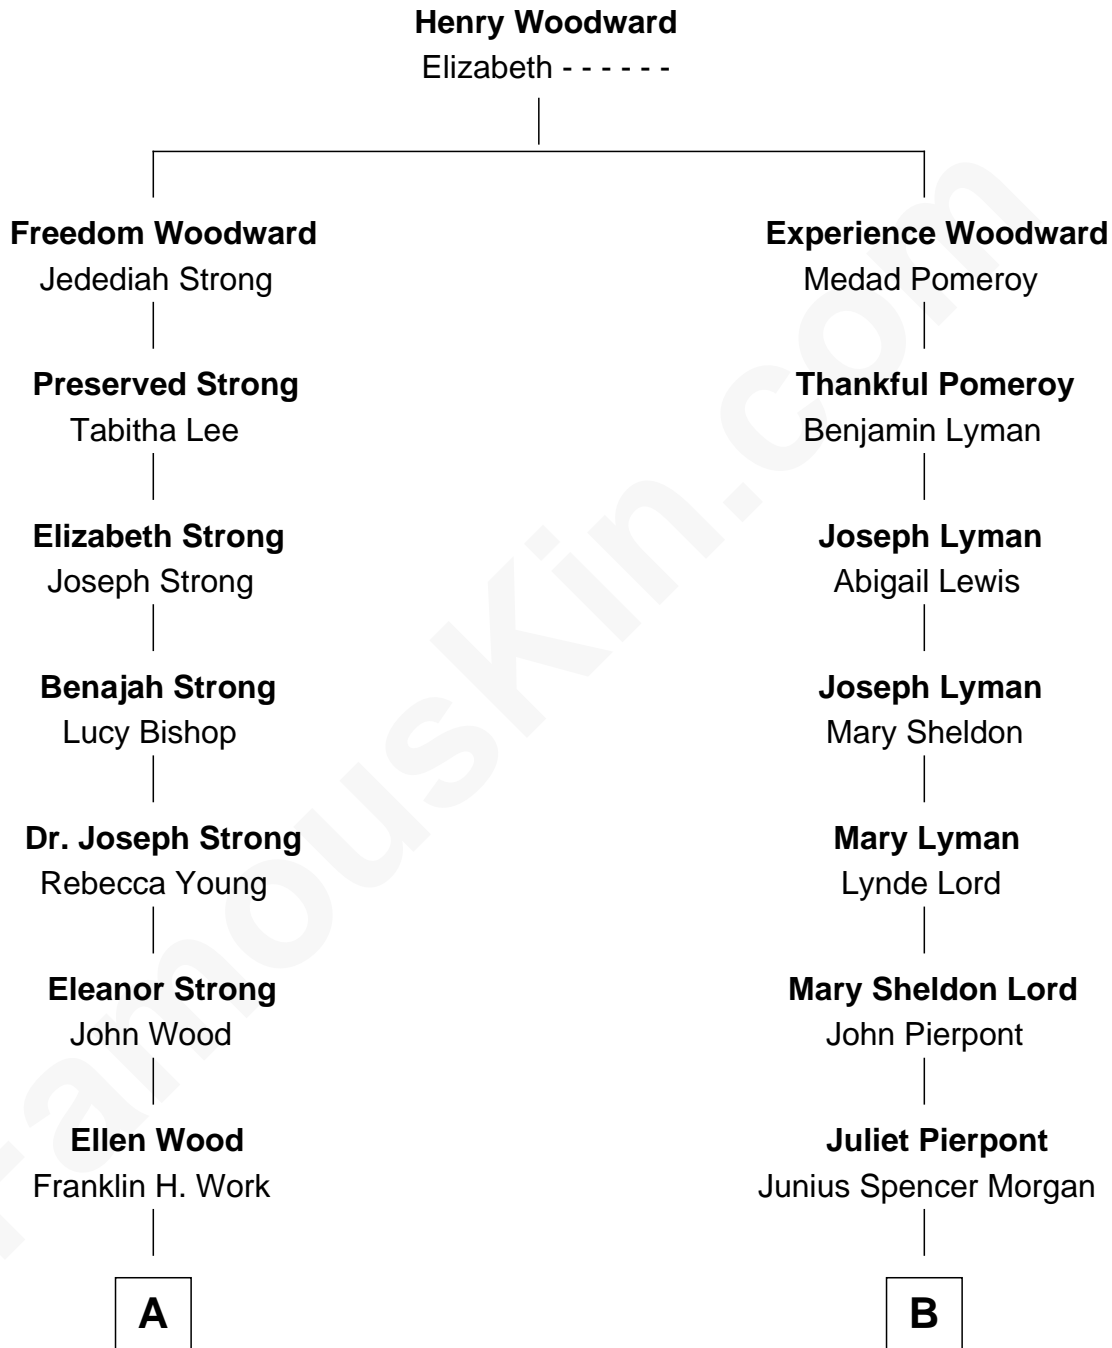 Henry Woodward
Elizabeth - - - - - -
Freedom Woodward
Jedediah Strong
Experience Woodward
Medad Pomeroy
Preserved Strong
Tabitha Lee
Thankful Pomeroy
Benjamin Lyman
Elizabeth Strong
Joseph Strong
Joseph Lyman
Abigail Lewis
Benajah Strong
Lucy Bishop
Joseph Lyman
Mary Sheldon
Dr. Joseph Strong
Rebecca Young
Mary Lyman
Lynde Lord
Eleanor Strong
John Wood
Mary Sheldon Lord
John Pierpont
Ellen Wood
Franklin H. Work
Juliet Pierpont
Junius Spencer Morgan
A
B
FamousKin.com